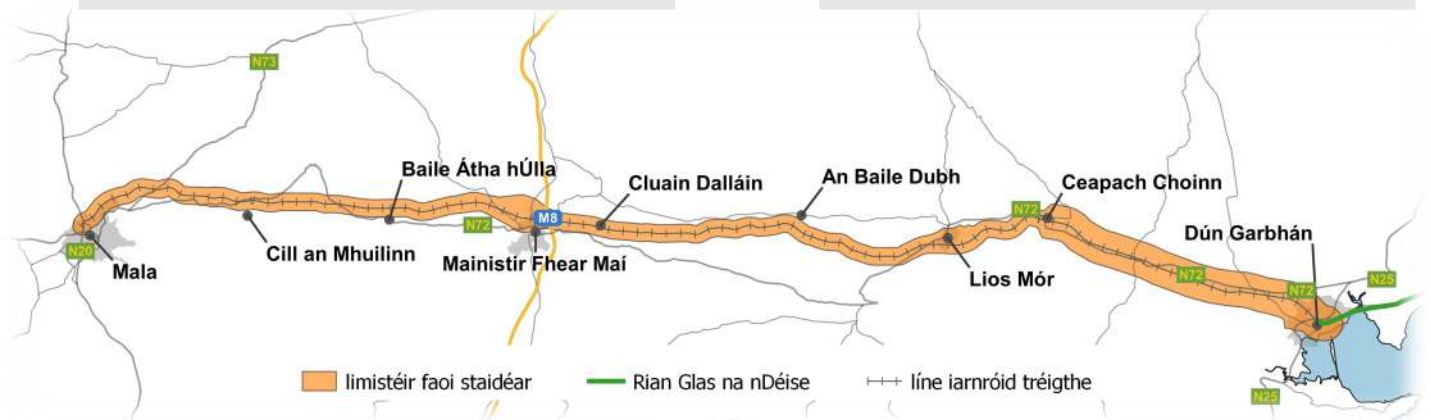 N73
Baile Átha hÚlla
Cluain Dalláin
An Baile Dubh
Ceapach Choinn
N72
M8
N72
Dún Garbhán
N20
Mala
Cill an Mhuilinn
Mainistir Fhear Maí
Lios Mór
N72
N72
N25
limistéir faoi staidéar
Rian Glas na nDéise
líne iarnróid tréigthe
N25